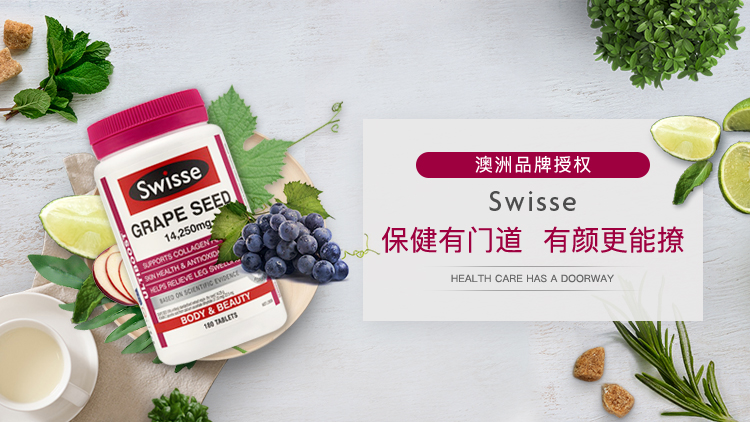 Swisse
GRAPE SEED
14,250mg
SUPPORTS COLLAGEN
SKIN HEALTH & ANTIOXIDA
HELPS RELIEVE LEG SWELL
BASED ON SCIENTIFIC EVIDENCE
BODY & BEAUTY
180 TABLETS
澳洲品牌授权
Swisse
保健有门道 有颜更能撩
HEALTH CARE HAS A DOORWAY